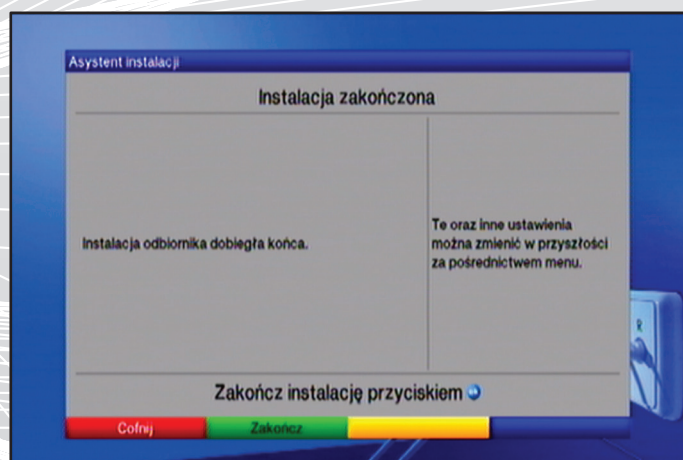 Asystent instalacji
Instalacja zakończona
Instalacja odbiornika dobiegła końca.
Te oraz inne ustawienia
można zmienić w przyszłości
za pośrednictwem menu.
R
Zakończ instalację przyciskiem
Cofnij
Zakończ